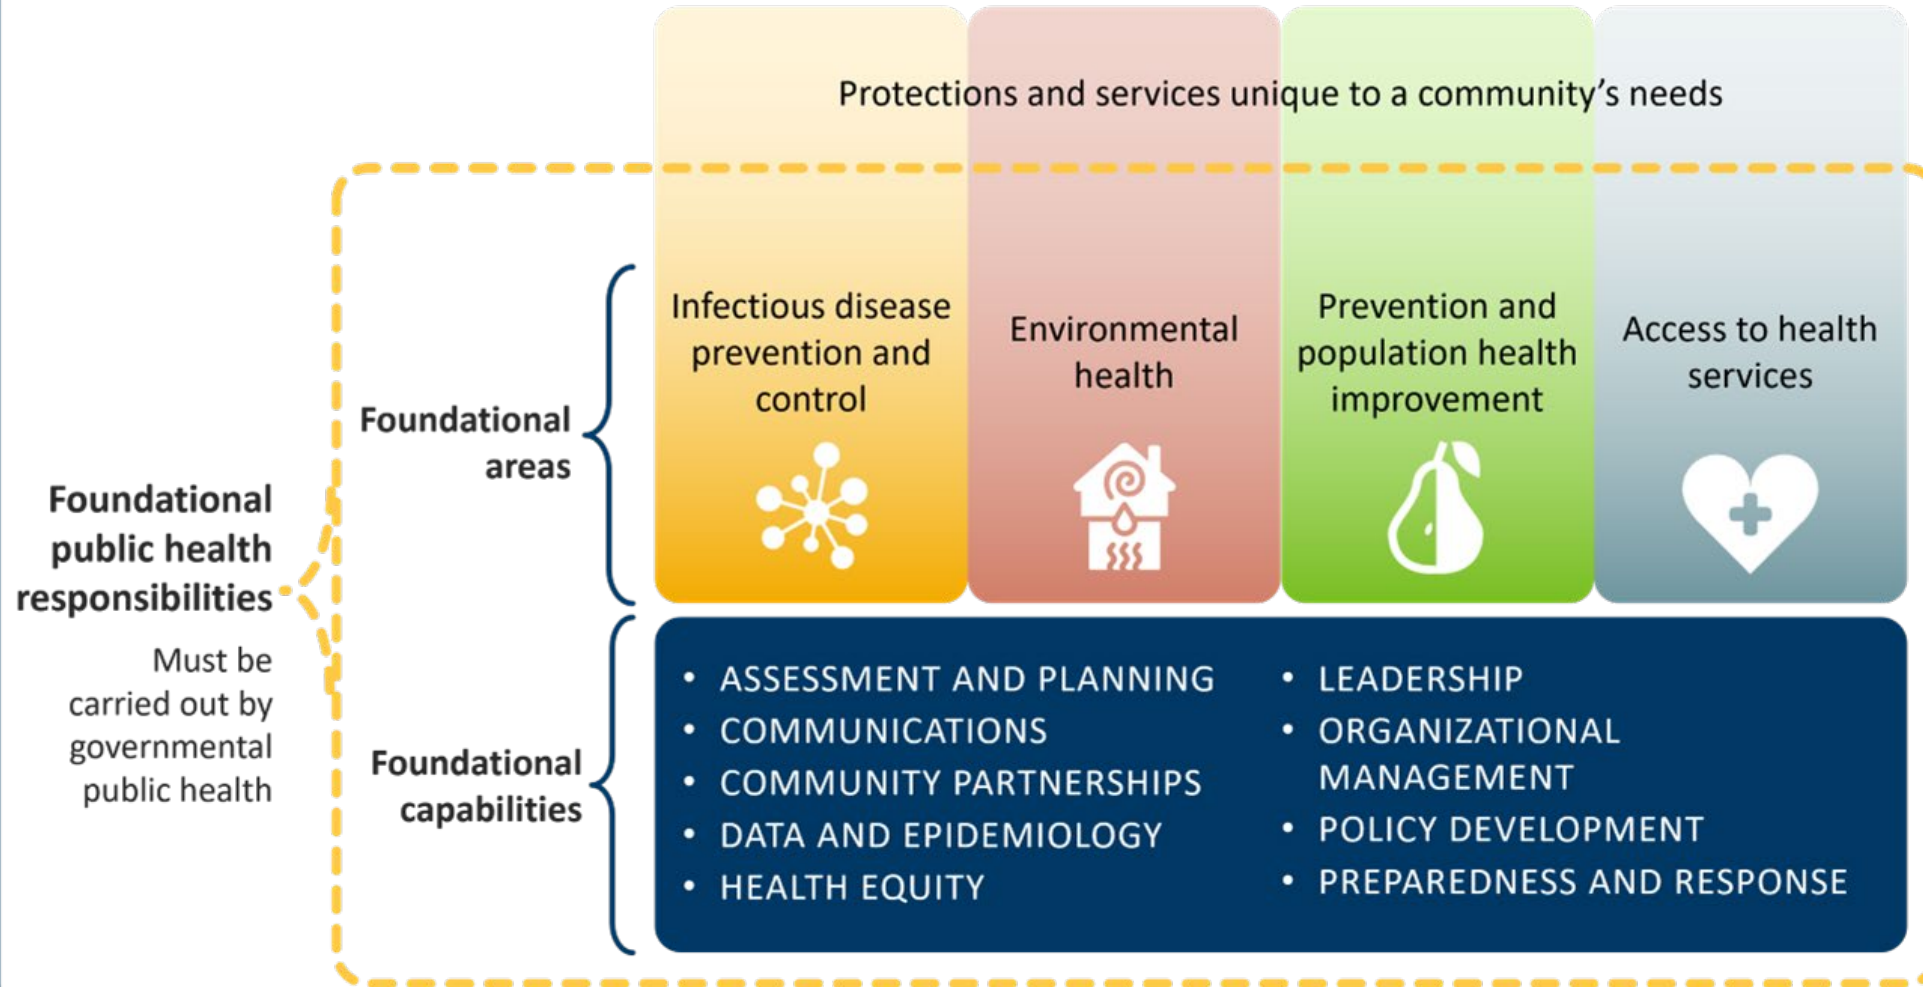 Protections and services unique to a community's needs
Infectious disease
prevention and
control
Environmental
health
Prevention and
population health
improvement
Access to health
services
Foundational
areas
Foundational
public health
responsibilities
Must be
carried out by
governmental
public health
Foundational
capabilities
• ASSESSMENT AND PLANNING
• COMMUNICATIONS
• COMMUNITY PARTNERSHIPS
• DATA AND EPIDEMIOLOGY
• HEALTH EQUITY
• LEADERSHIP
• ORGANIZATIONAL
MANAGEMENT
• POLICY DEVELOPMENT
• PREPAREDNESS AND RESPONSE